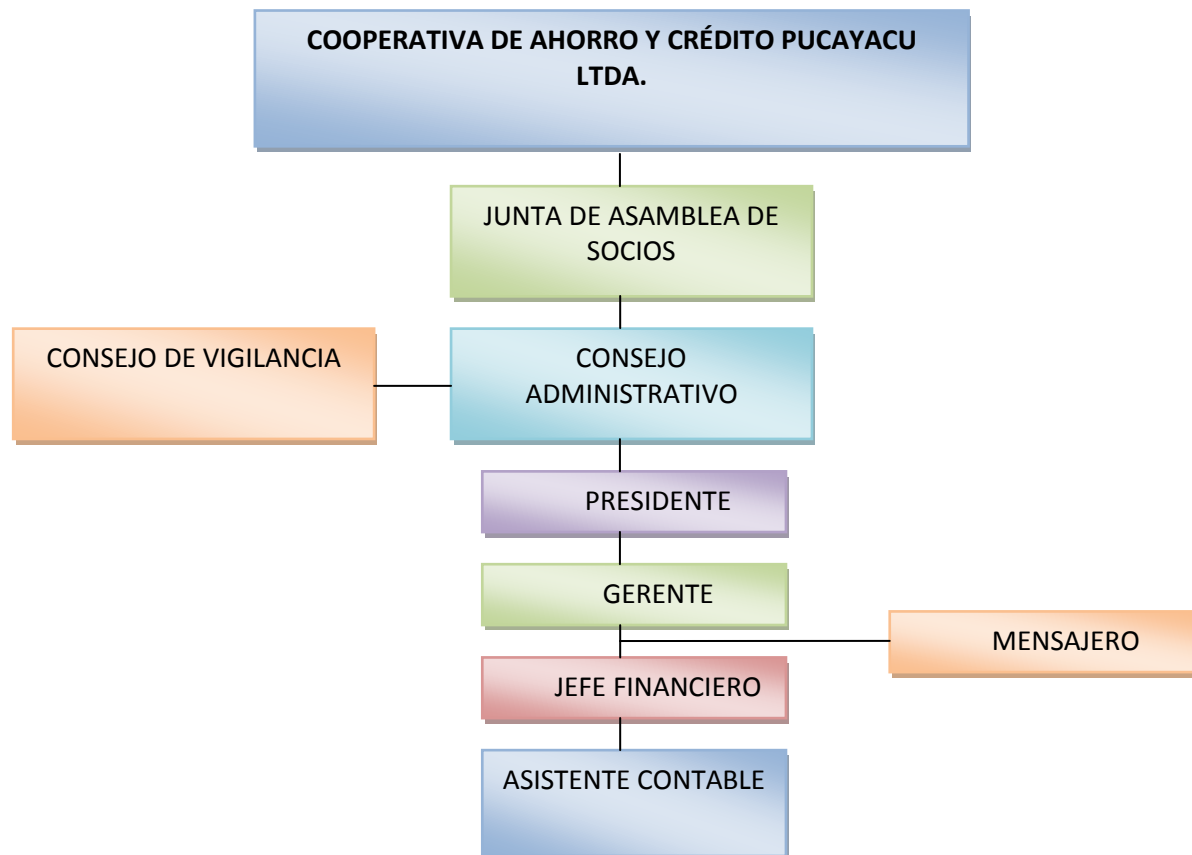 COOPERATIVA DE AHORRO Y CRÉDITO PUCAYACU
LTDA.
JUNTA DE ASAMBLEA DE
SOCIOS
CONSEJO DE VIGILANCIA
CONSEJO
ADMINISTRATIVO
PRESIDENTE
GERENTE
MENSAJERO
JEFE FINANCIERO
ASISTENTE CONTABLE